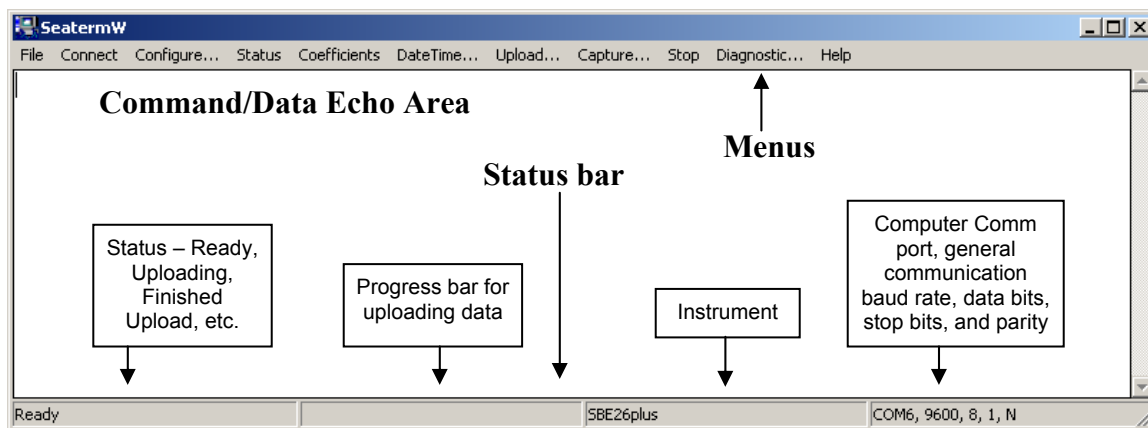 SeatermW
File Connect Configure... Status Coefficients DateTime... Upload... Capture... Stop Diagnostic... Help
Command/Data Echo Area
Menus
Status bar
Status – Ready,
Uploading,
Finished
Upload, etc.
Progress bar for
uploading data
Instrument
Computer Comm
port, general
communication
baud rate, data bits,
stop bits, and parity
Ready
SBE26plus
COM6, 9600, 8, 1, N